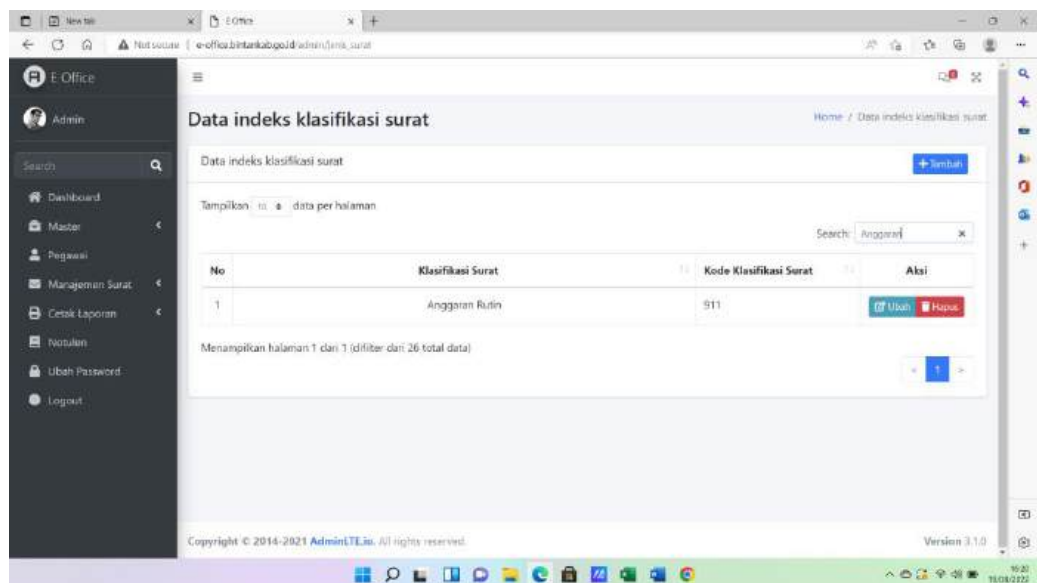 New tab
E-Office
Not secure | e-office.bintankab.go.id/admin/jenis_surat
E Office
Admin
Data indeks klasifikasi surat
Home / Data indeks klasifikasi surat
Search
Data indeks klasifikasi surat
Tambah
Dashboard
Tampilkan 10 data per halaman
Master
Search: Anggaran
Pegawai
No Klasifikasi Surat Kode Klasifikasi Surat Aksi
Manajemen Surat
1 Anggaran Rutin 911 Ubah Hapus
Cetak Laporan
Notulen
Menampilkan halaman 1 dari 1 (difilter dari 26 total data)
Ubah Password
< 1 >
Logout
Copyright © 2014-2021 AdminLTE.io. All rights reserved.
Version 3.1.0